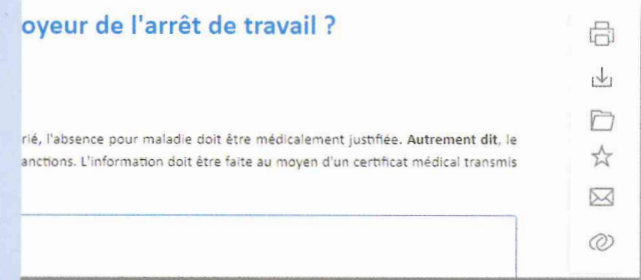 oyeur de l'arrêt de travail ?
rié, l'absence pour maladie doit être médicalement justifiée. Autrement dit, le
anctions. L'information doit être faite au moyen d'un certificat médical transmis